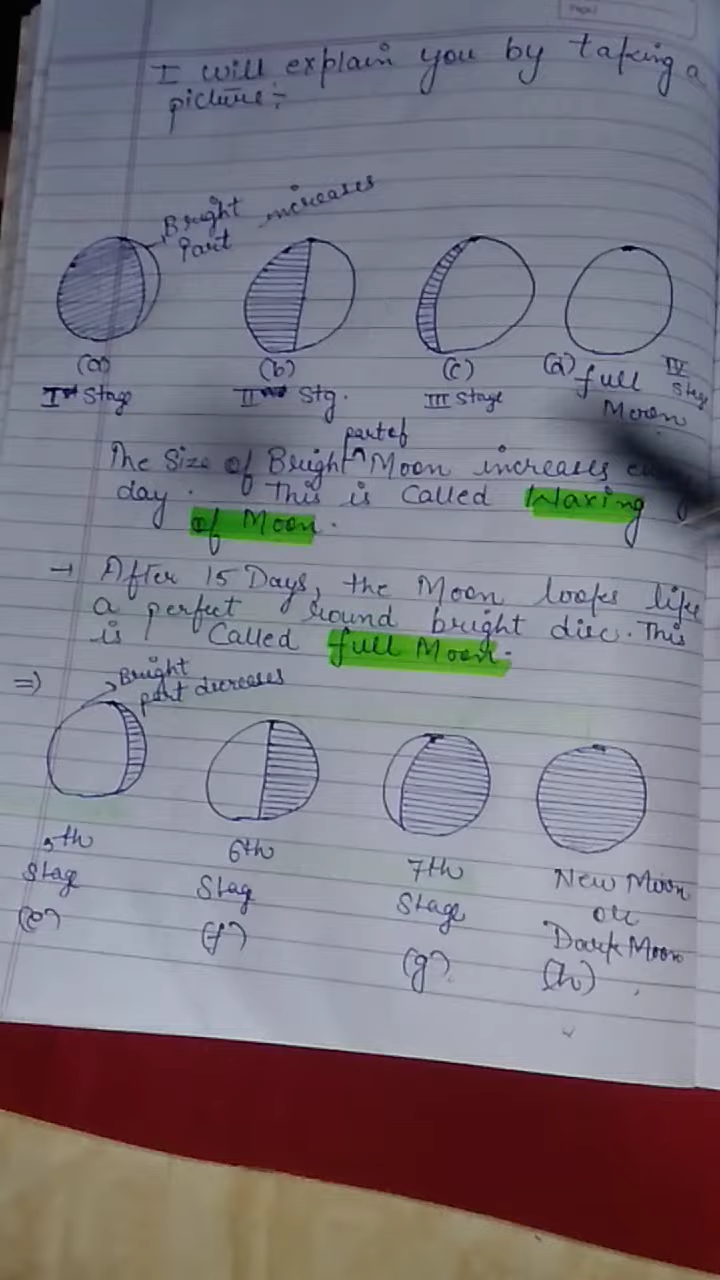 Page:
I will explain you by taking a
picture :-
Bright increases
Part
(a)
Ist Stage
(b)
IInd Stg.
(c)
III Stage
(d) full
Moon
IV
Stage
part of
The Size of Bright ^ Moon increases
day. This is Called Waxing
of Moon.
→ After 15 Days, the Moon looks like
a perfect round bright disc. This
is Called full Moon.
⇒ Bright
part decreases
5th
Stage
(e)
6th
Stag
(f)
7th
Stage
(g)
New Moon
or
Dark Moon
(h)